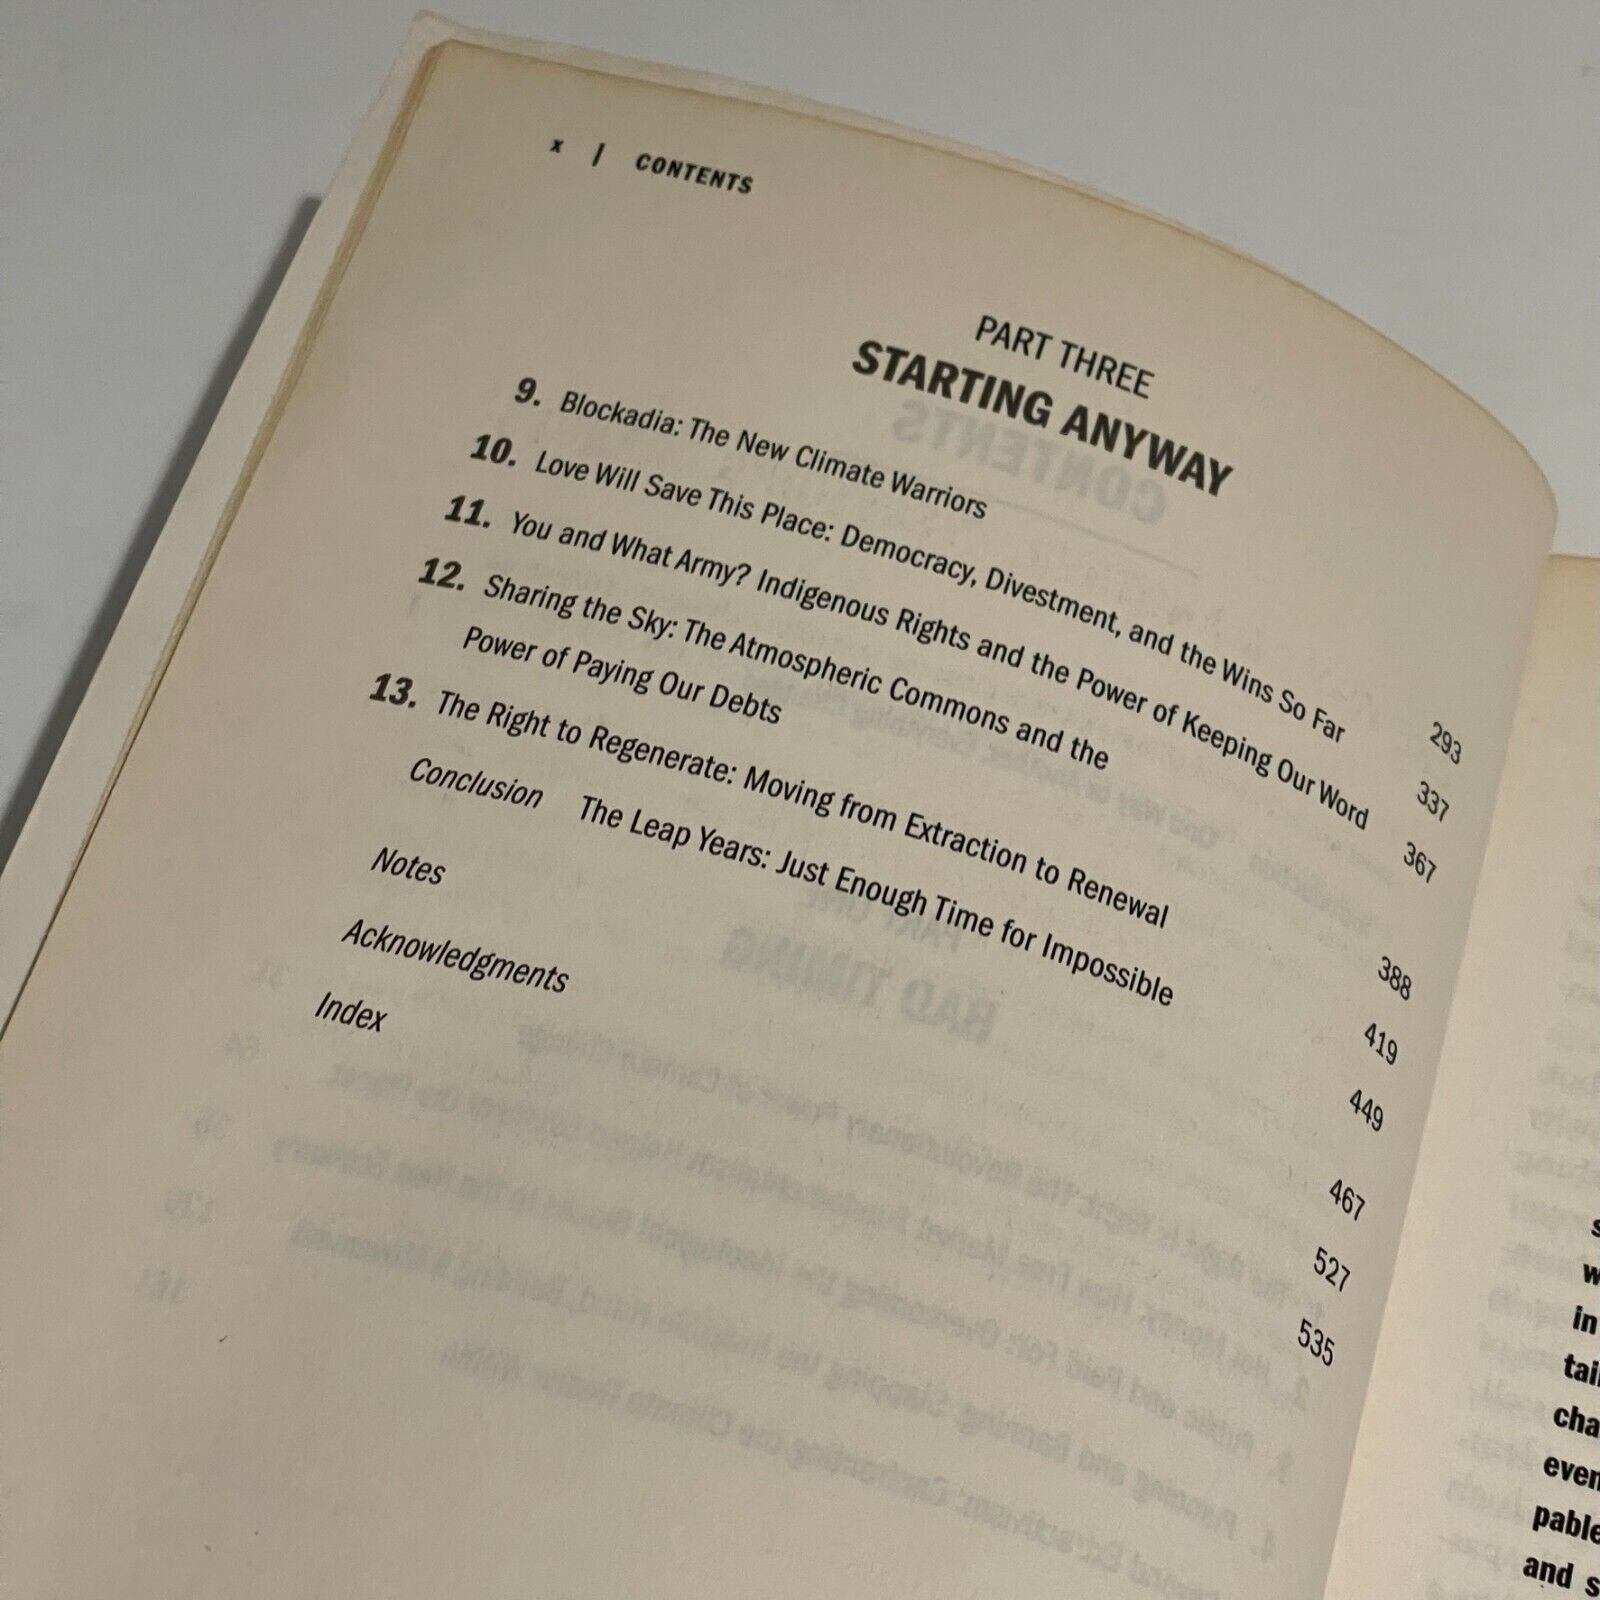 x | CONTENTS
PART THREE
STARTING ANYWAY
9. Blockadia: The New Climate Warriors 293
10. Love Will Save This Place: Democracy, Divestment, and the Wins So Far 337
11. You and What Army? Indigenous Rights and the Power of Keeping Our Word 367
12. Sharing the Sky: The Atmospheric Commons and the
Power of Paying Our Debts 388
13. The Right to Regenerate: Moving from Extraction to Renewal 419
Conclusion The Leap Years: Just Enough Time for Impossible 449
Notes 467
Acknowledgments 527
Index 535
in
even
and s